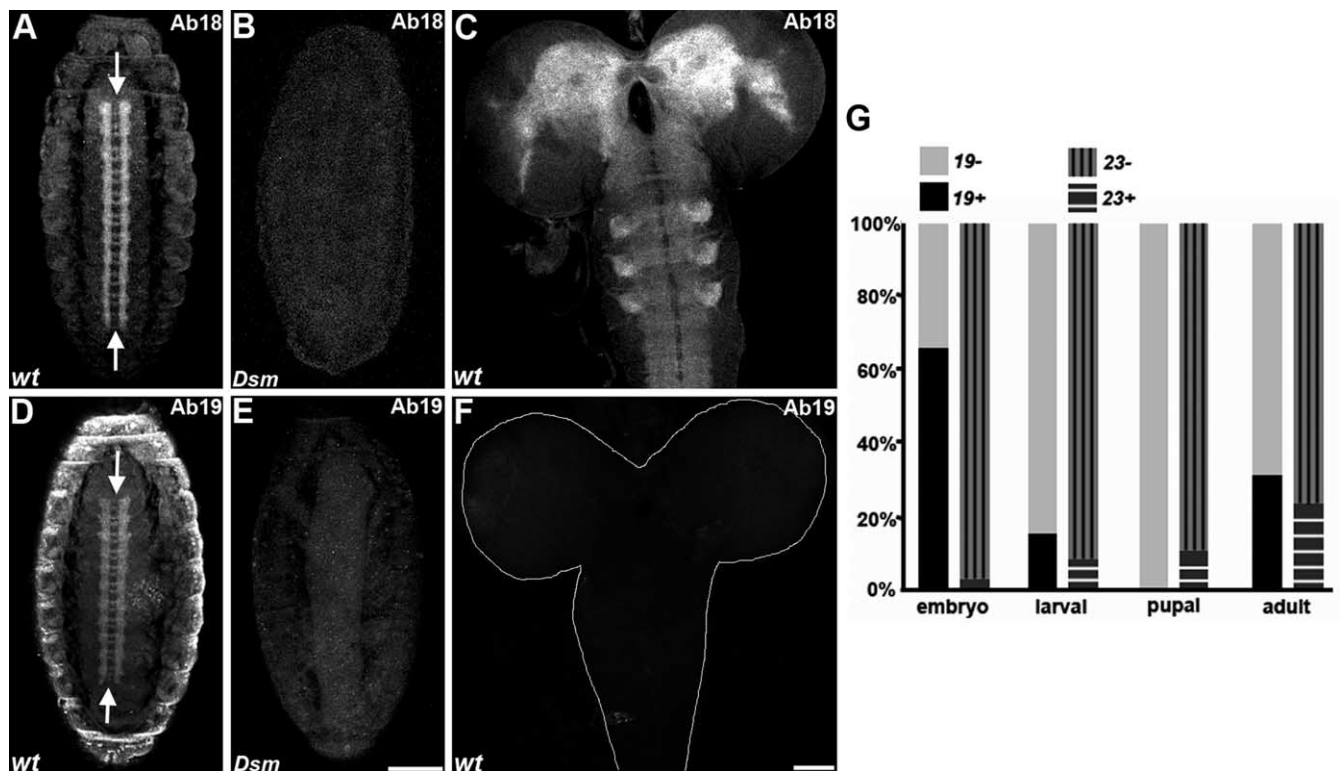 A Ab18
wt
B Ab18
Dsm
C Ab18
wt
D Ab19
wt
E Ab19
Dsm
F Ab19
wt
G
19- 23-
19+ 23+
100%
80%
60%
40%
20%
0%
embryo larval pupal adult